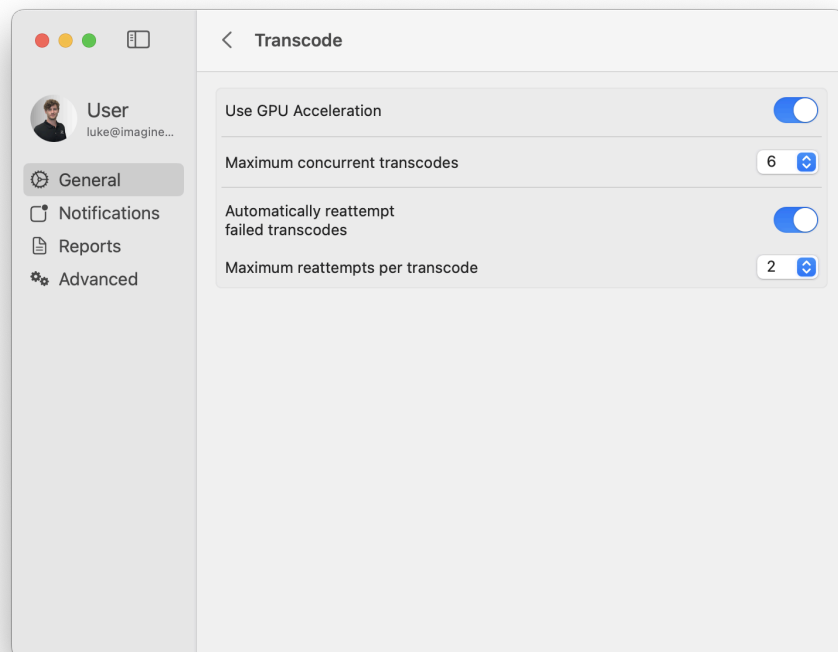 Transcode
User
luke@imagine...
General
Notifications
Reports
Advanced
Use GPU Acceleration
Maximum concurrent transcodes
6
Automatically reattempt
failed transcodes
Maximum reattempts per transcode
2